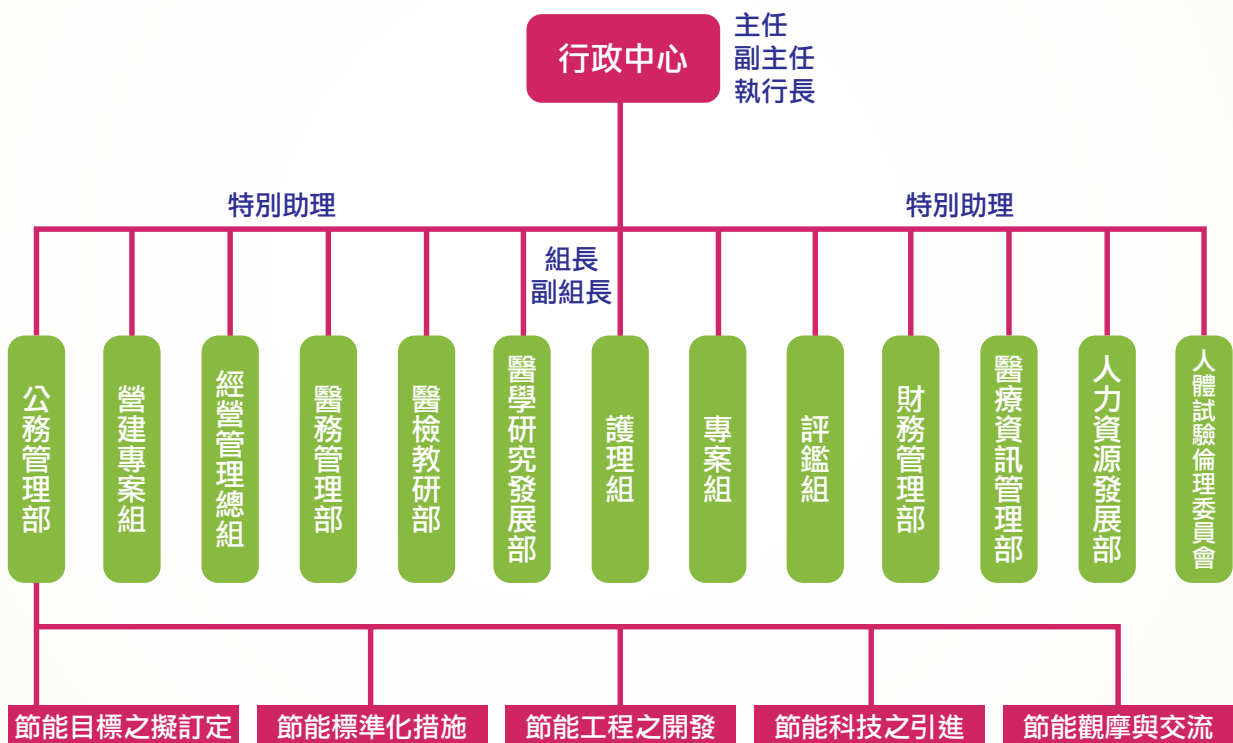 行政中心
主任
副主任
執行長
特別助理
特別助理
組長
副組長
公務管理部
營建專案組
經營管理總組
醫務管理部
醫檢教研部
醫學研究發展部
護理組
專案組
評鑑組
財務管理部
醫療資訊管理部
人力資源發展部
人體試驗倫理委員會
節能目標之擬訂定
節能標準化措施
節能工程之開發
節能科技之引進
節能觀摩與交流